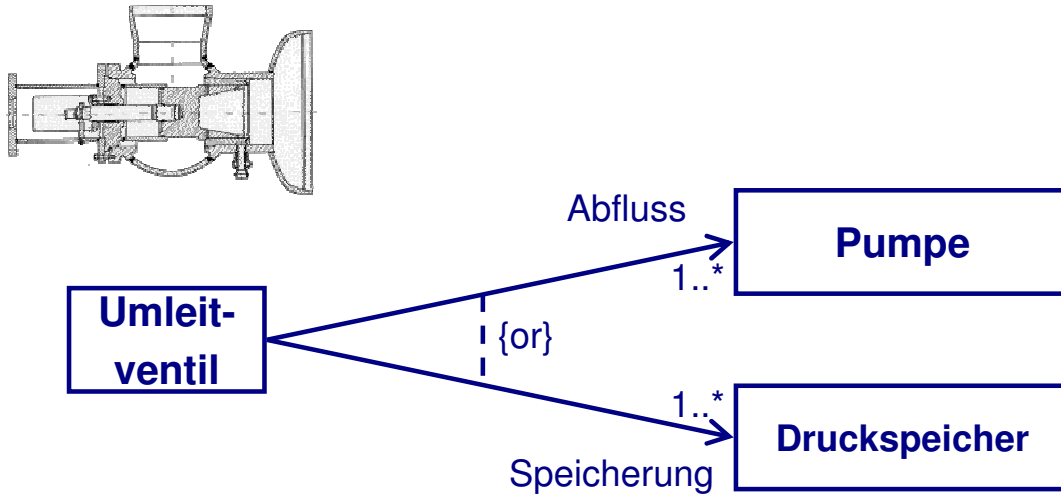 Abfluss
Pumpe
1..*
Umleit-
ventil
{or}
1..*
Druckspeicher
Speicherung